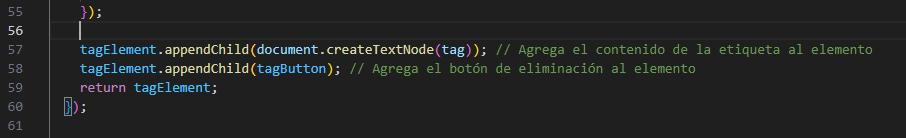 55 });
56
57 tagElement.appendChild(document.createTextNode(tag)); // Agrega el contenido de la etiqueta al elemento
58 tagElement.appendChild(tagButton); // Agrega el botón de eliminación al elemento
59 return tagElement;
60 });
61